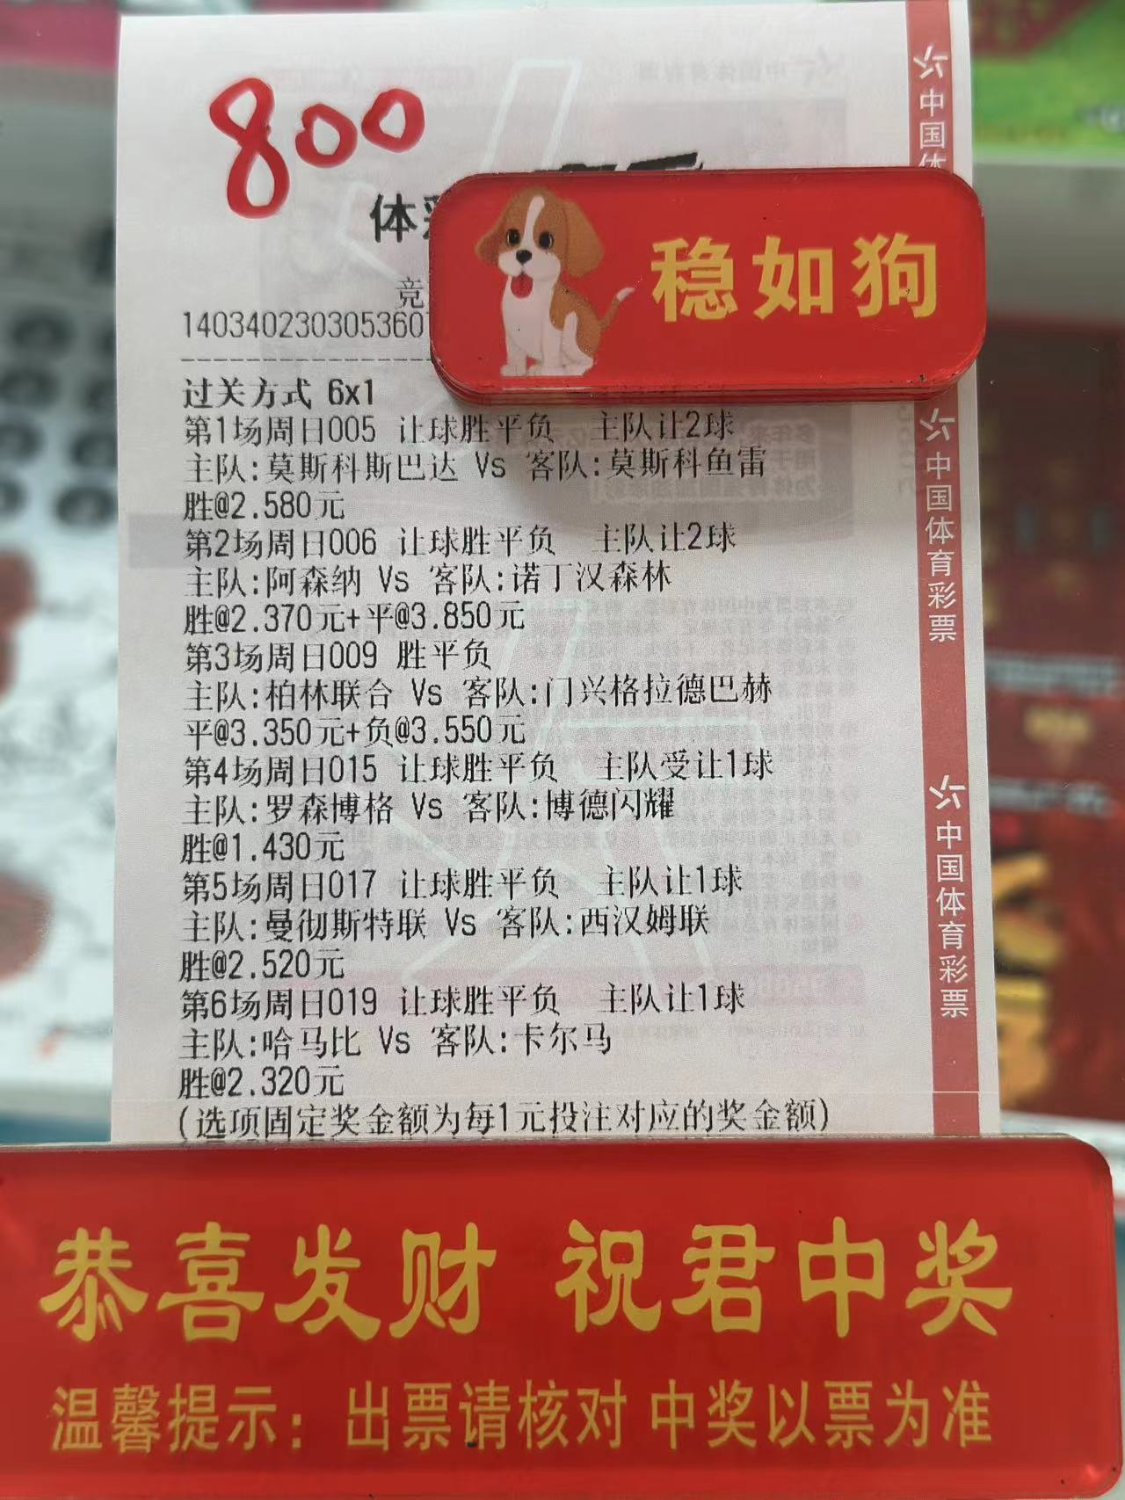 800
中国体
体彩
稳如狗
竞
1403402303053607
过关方式 6x1
第1场周日005 让球胜平负 主队让2球
主队:莫斯科斯巴达 Vs 客队:莫斯科鱼雷
胜@2.580元
第2场周日006 让球胜平负 主队让2球
主队:阿森纳 Vs 客队:诺丁汉森林
胜@2.370元+平@3.850元
第3场周日009 胜平负
主队:柏林联合 Vs 客队:门兴格拉德巴赫
平@3.350元+负@3.550元
第4场周日015 让球胜平负 主队受让1球
主队:罗森博格 Vs 客队:博德闪耀
胜@1.430元
第5场周日017 让球胜平负 主队让1球
主队:曼彻斯特联 Vs 客队:西汉姆联
胜@2.520元
第6场周日019 让球胜平负 主队让1球
主队:哈马比 Vs 客队:卡尔马
胜@2.320元
(选项固定奖金额为每1元投注对应的奖金额)
中国体育彩票
中国体育彩票
恭喜发财 祝君中奖
温馨提示: 出票请核对 中奖以票为准